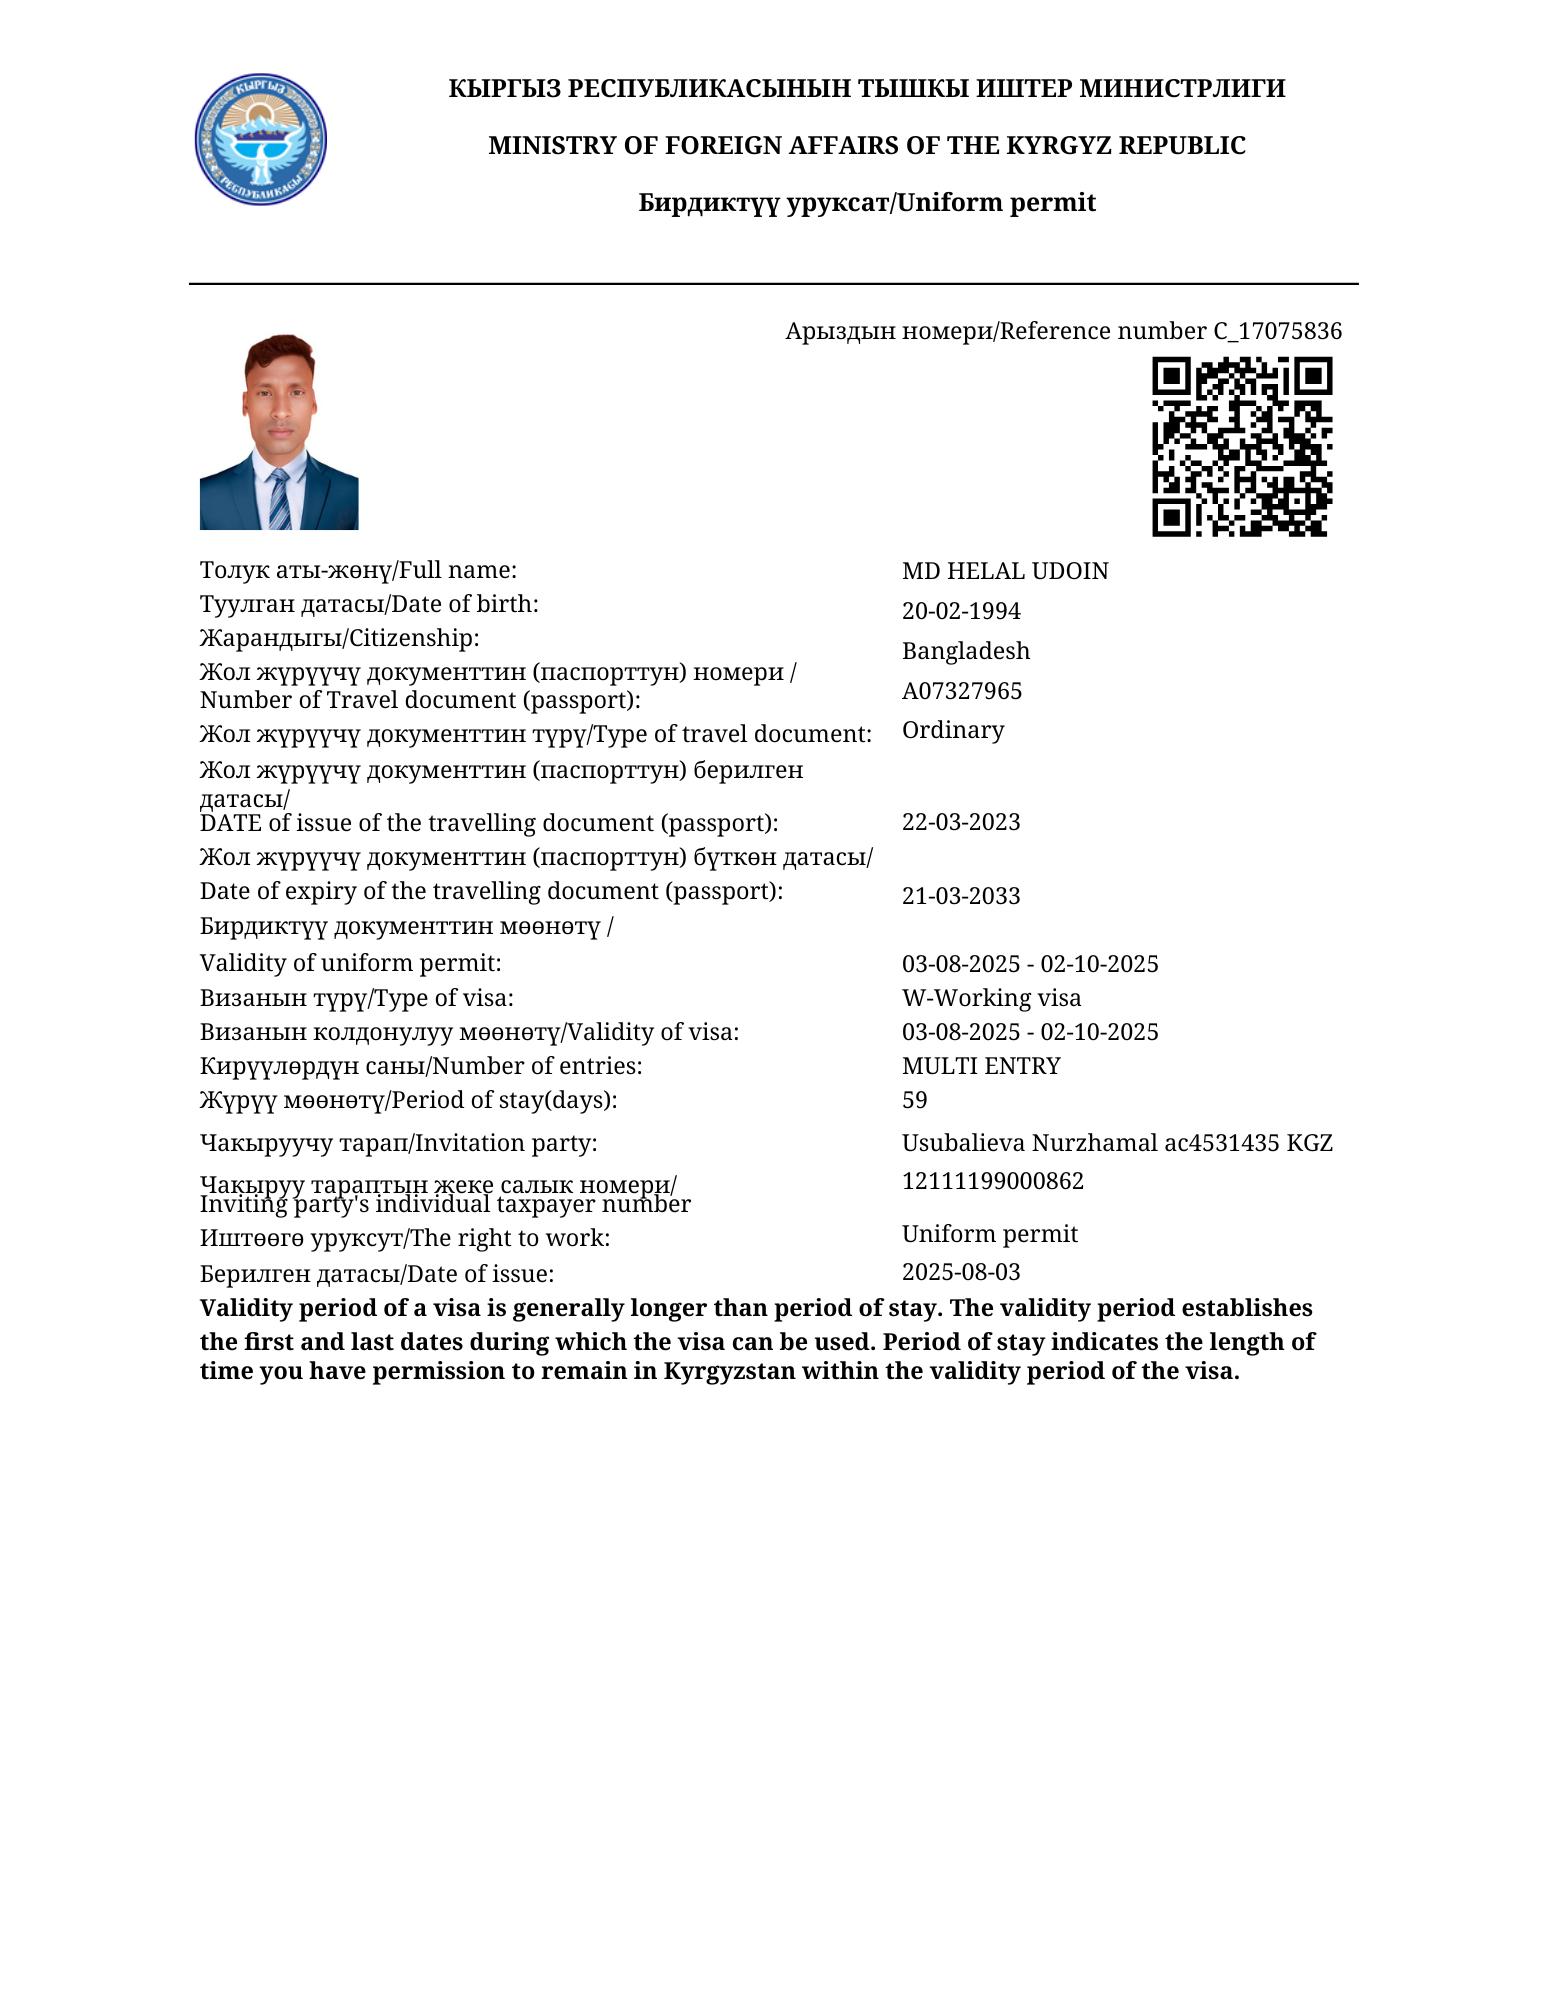 КЫРГЫЗ РЕСПУБЛИКАСЫНЫН ТЫШКЫ ИШТЕР МИНИСТРЛИГИ
MINISTRY OF FOREIGN AFFAIRS OF THE KYRGYZ REPUBLIC
Бирдиктүү уруксат/Uniform permit
КЫРГЫЗ
РЕСПУБЛИКАСЫ
Арыздын номери/Reference number C_17075836
Толук аты-жөнү/Full name: MD HELAL UDOIN
Туулган датасы/Date of birth: 20-02-1994
Жарандыгы/Citizenship: Bangladesh
Жол жүрүүчү документтин (паспорттун) номери /
Number of Travel document (passport): A07327965
Жол жүрүүчү документтин түрү/Type of travel document: Ordinary
Жол жүрүүчү документтин (паспорттун) берилген
датасы/
DATE of issue of the travelling document (passport): 22-03-2023
Жол жүрүүчү документтин (паспорттун) бүткөн датасы/
Date of expiry of the travelling document (passport): 21-03-2033
Бирдиктүү документтин мөөнөтү /
Validity of uniform permit: 03-08-2025 - 02-10-2025
Визанын түрү/Type of visa: W-Working visa
Визанын колдонулуу мөөнөтү/Validity of visa: 03-08-2025 - 02-10-2025
Кирүүлөрдүн саны/Number of entries: MULTI ENTRY
Жүрүү мөөнөтү/Period of stay(days): 59
Чакыруучу тарап/Invitation party: Usubalieva Nurzhamal ac4531435 KGZ
Чакыруу тараптын жеке салык номери/ 12111199000862
Inviting party's individual taxpayer number
Иштөөгө уруксут/The right to work: Uniform permit
Берилген датасы/Date of issue: 2025-08-03
Validity period of a visa is generally longer than period of stay. The validity period establishes
the first and last dates during which the visa can be used. Period of stay indicates the length of
time you have permission to remain in Kyrgyzstan within the validity period of the visa.